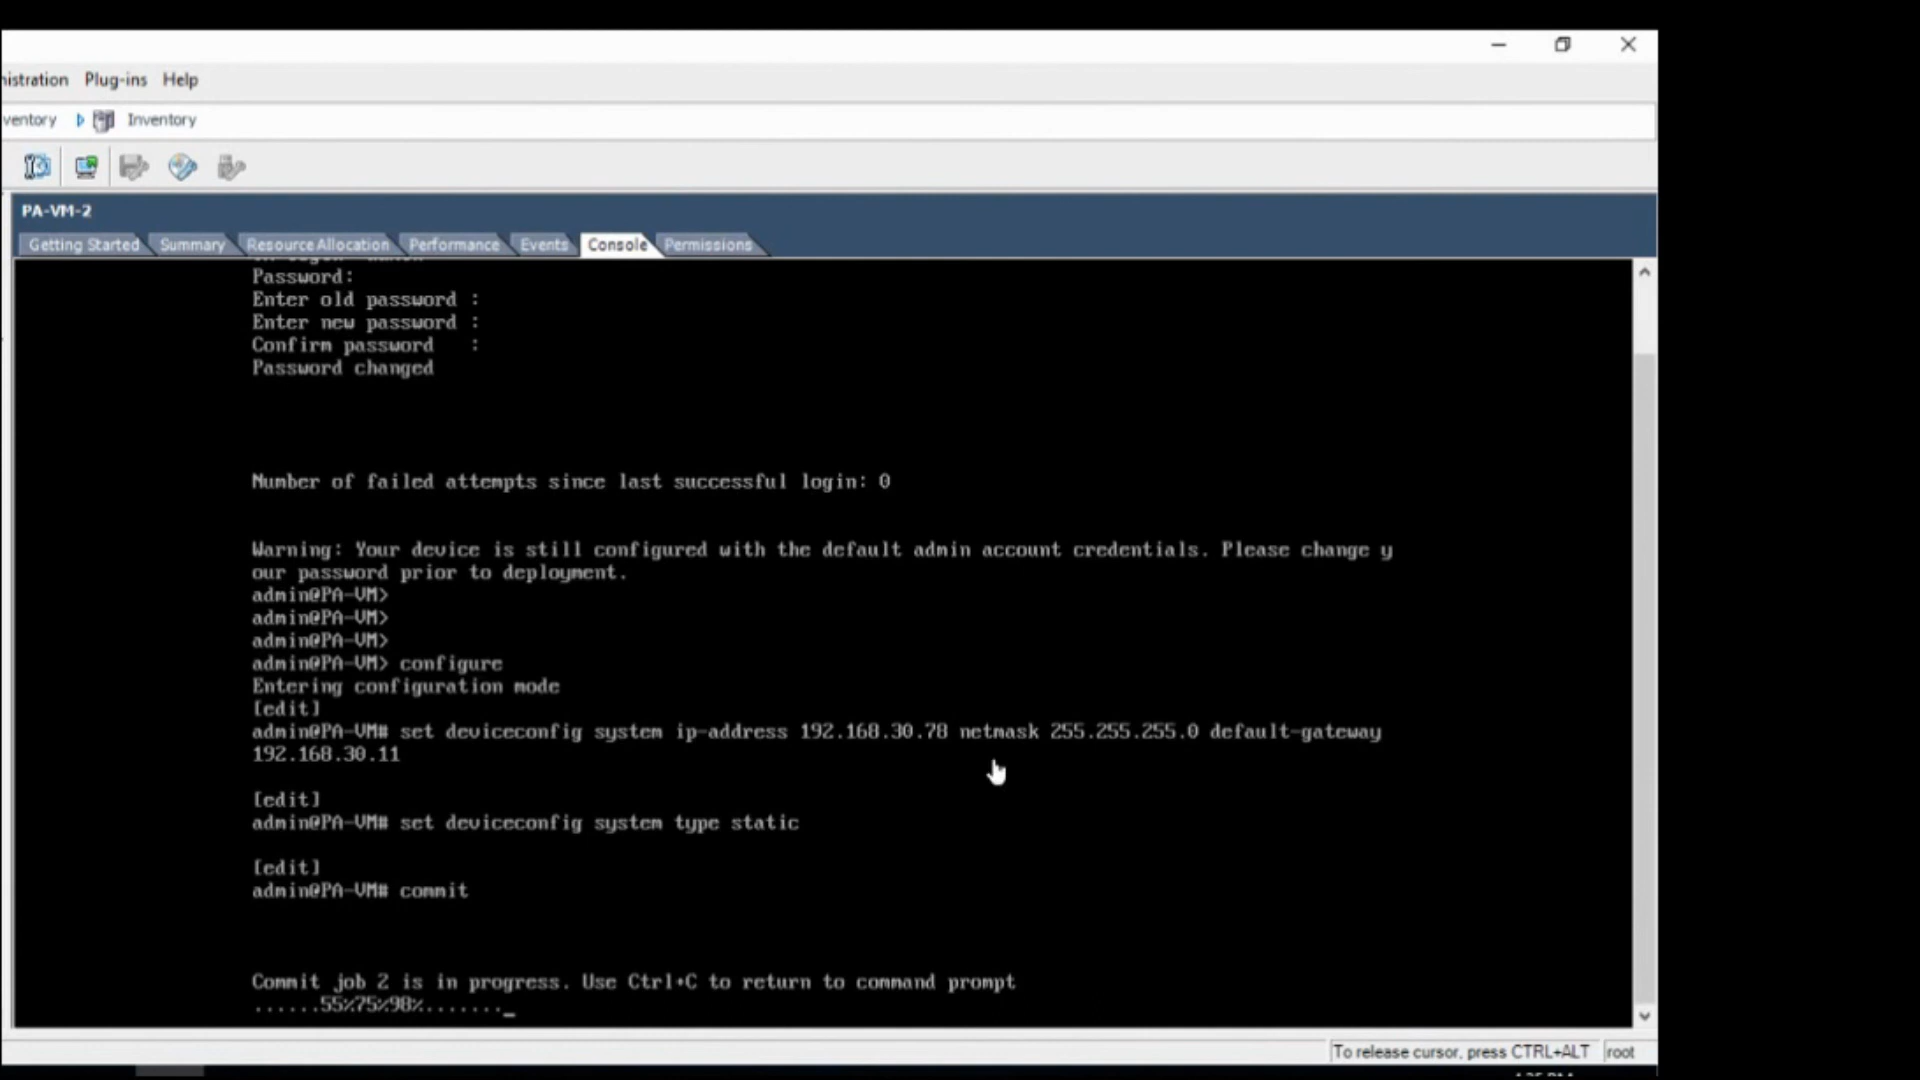 nistration Plug-ins Help
ventory Inventory
PA-VM-2
Getting Started Summary Resource Allocation Performance Events Console Permissions
Password:
Enter old password :
Enter new password :
Confirm password :
Password changed
Number of failed attempts since last successful login: 0
Warning: Your device is still configured with the default admin account credentials. Please change y
our password prior to deployment.
admin@PA-VM>
admin@PA-VM>
admin@PA-VM>
admin@PA-VM> configure
Entering configuration mode
[edit]
admin@PA-VM# set deviceconfig system ip-address 192.168.30.78 netmask 255.255.255.0 default-gateway
192.168.30.11
[edit]
admin@PA-VM# set deviceconfig system type static
[edit]
admin@PA-VM# commit
Commit job 2 is in progress. Use Ctrl+C to return to command prompt
......55%75%98%......._
To release cursor, press CTRL+ALT root